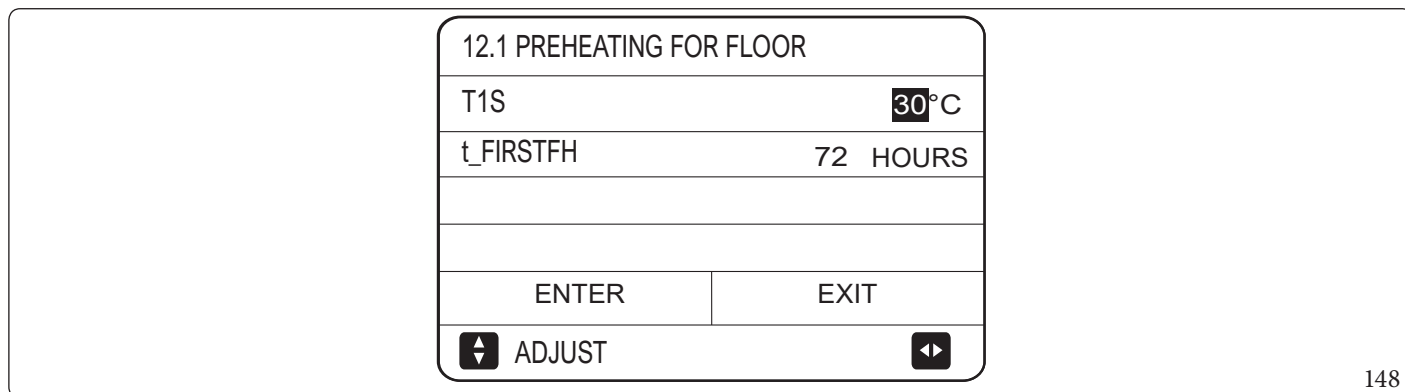 12.1 PREHEATING FOR FLOOR
T1S 30°C
t_FIRSTFH 72 HOURS
ENTER EXIT
ADJUST
148